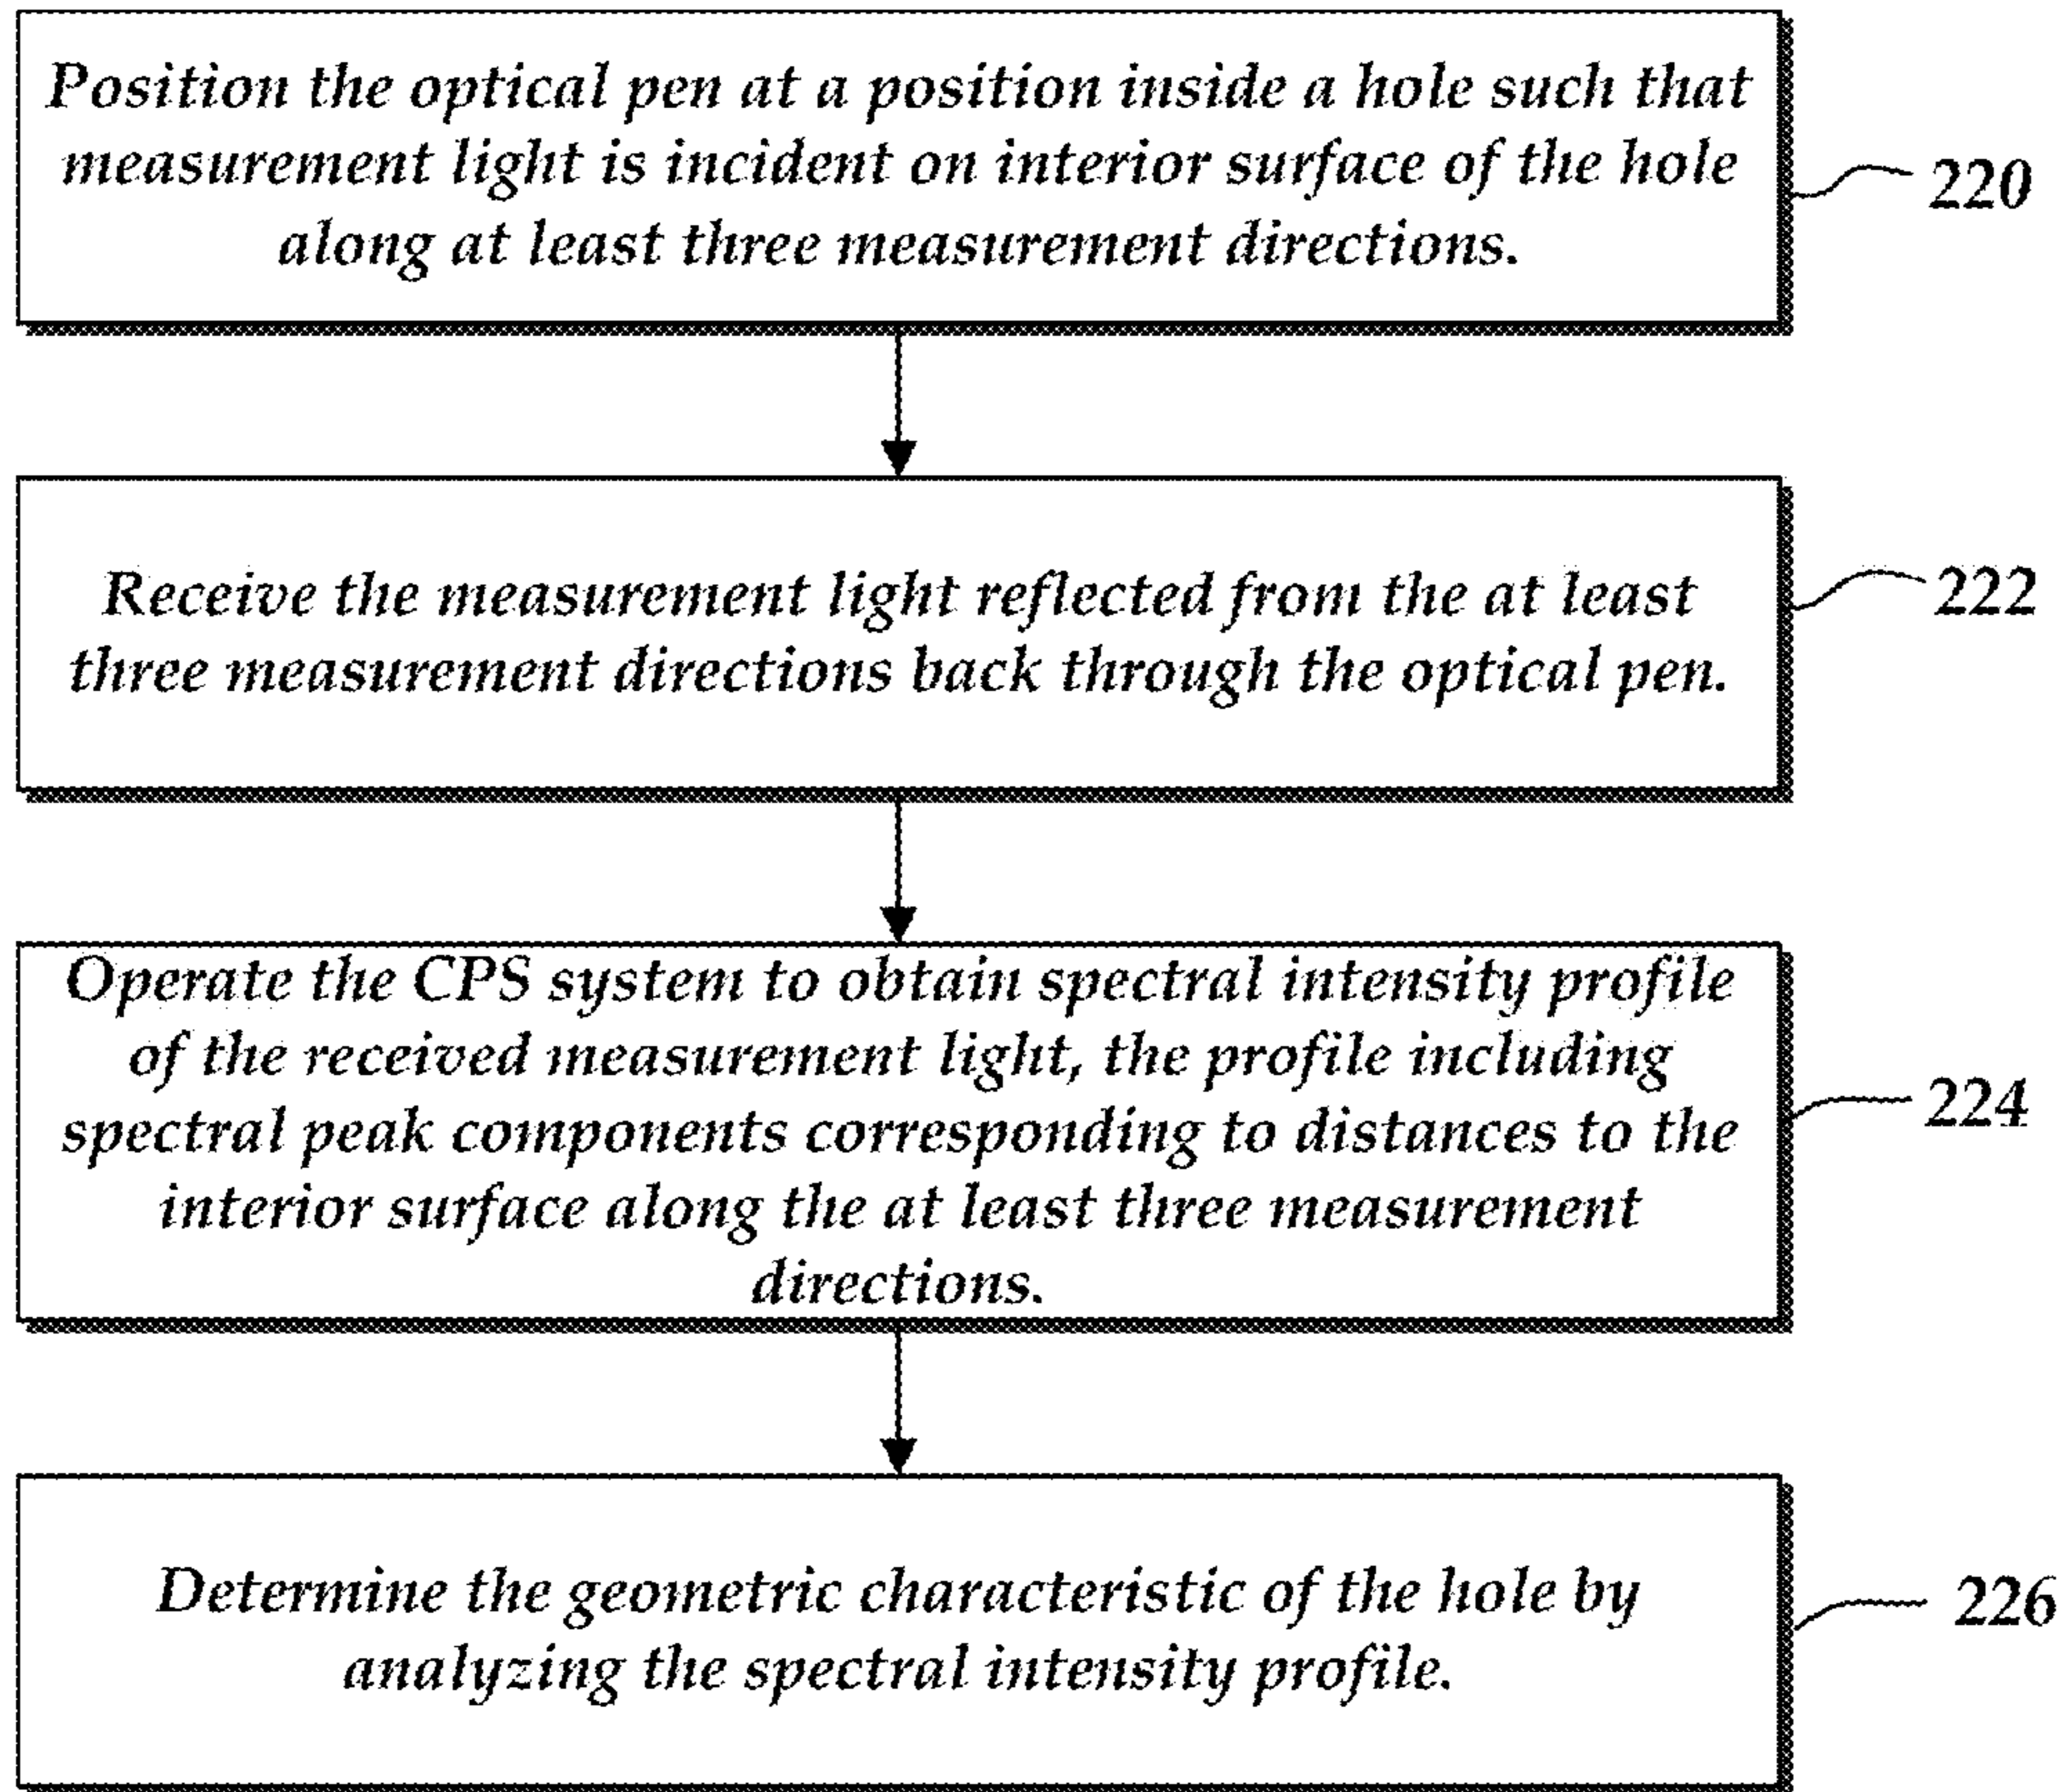 Position the optical pen at a position inside a hole such that
measurement light is incident on interior surface of the hole
along at least three measurement directions.
220
Receive the measurement light reflected from the at least
three measurement directions back through the optical pen.
222
Operate the CPS system to obtain spectral intensity profile
of the received measurement light, the profile including
spectral peak components corresponding to distances to the
interior surface along the at least three measurement
directions.
224
Determine the geometric characteristic of the hole by
analyzing the spectral intensity profile.
226